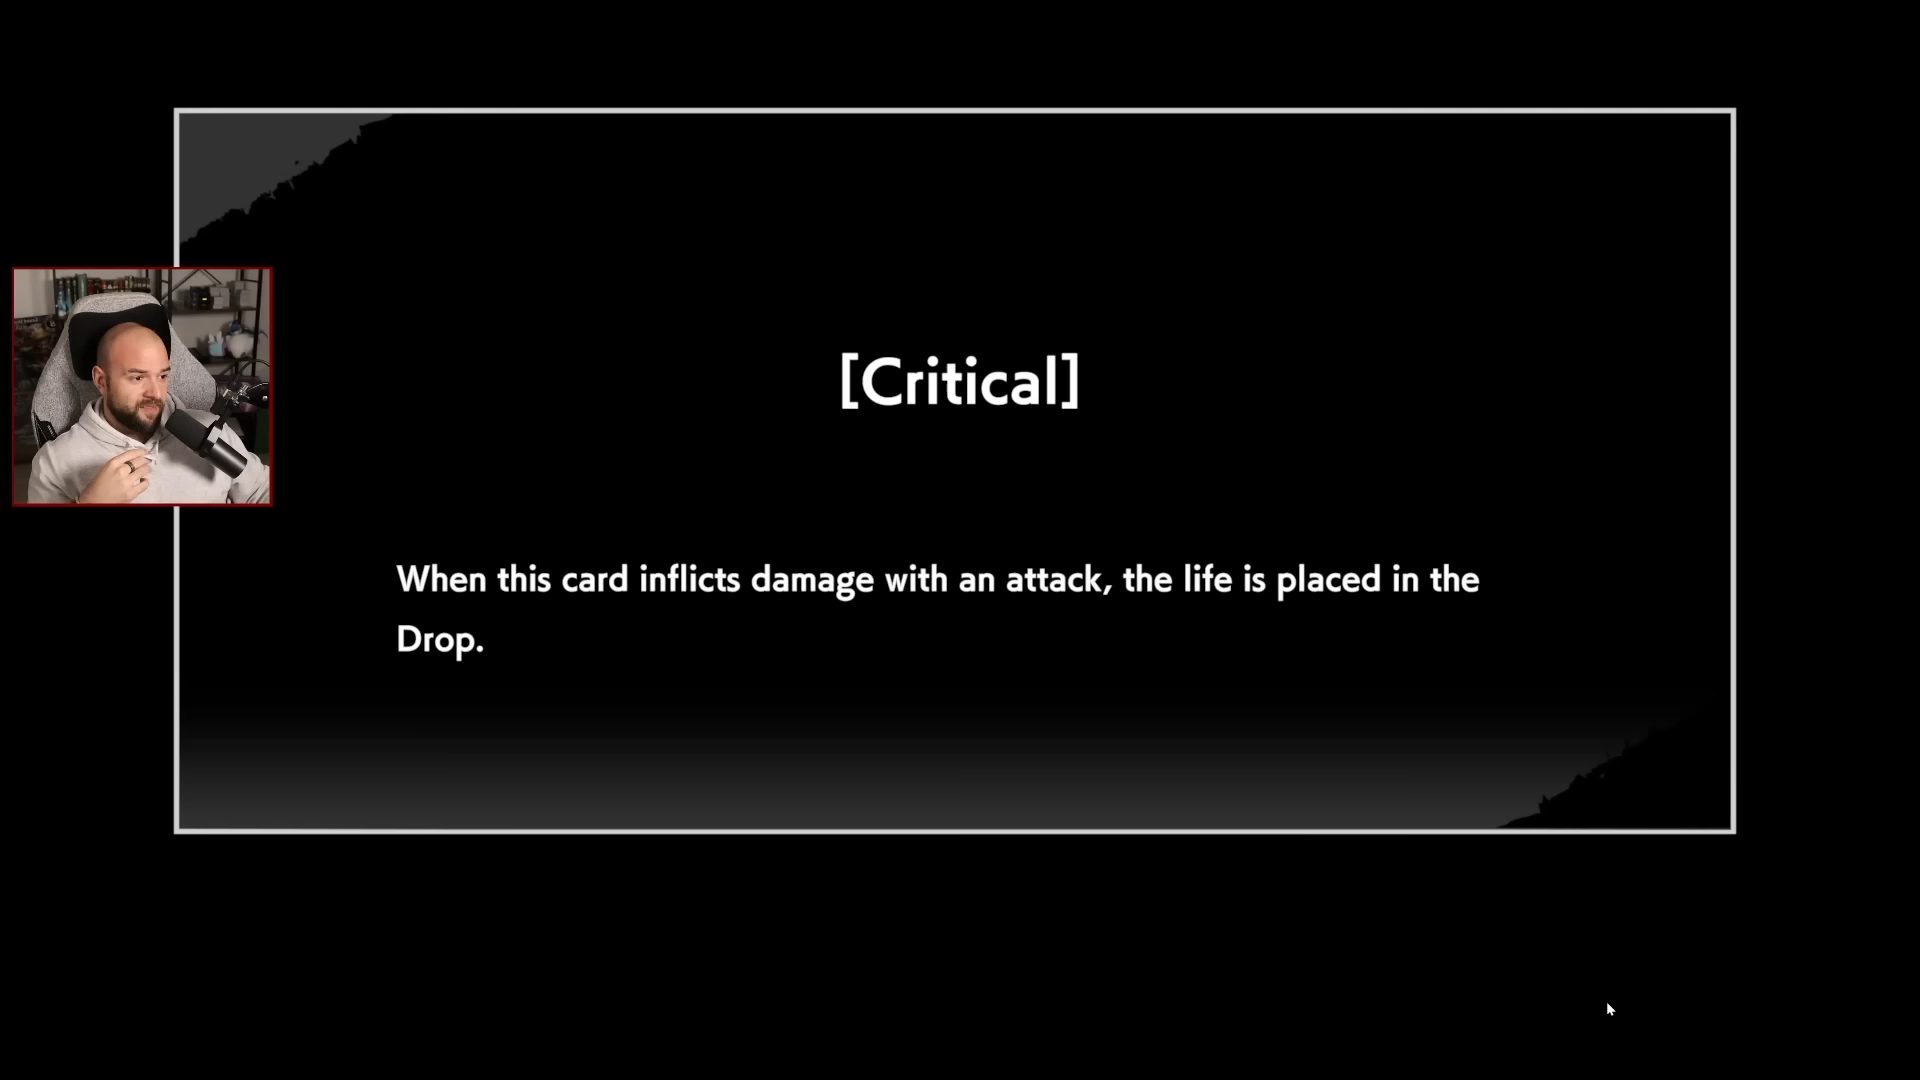 [Critical]
When this card inflicts damage with an attack, the life is placed in the
Drop.